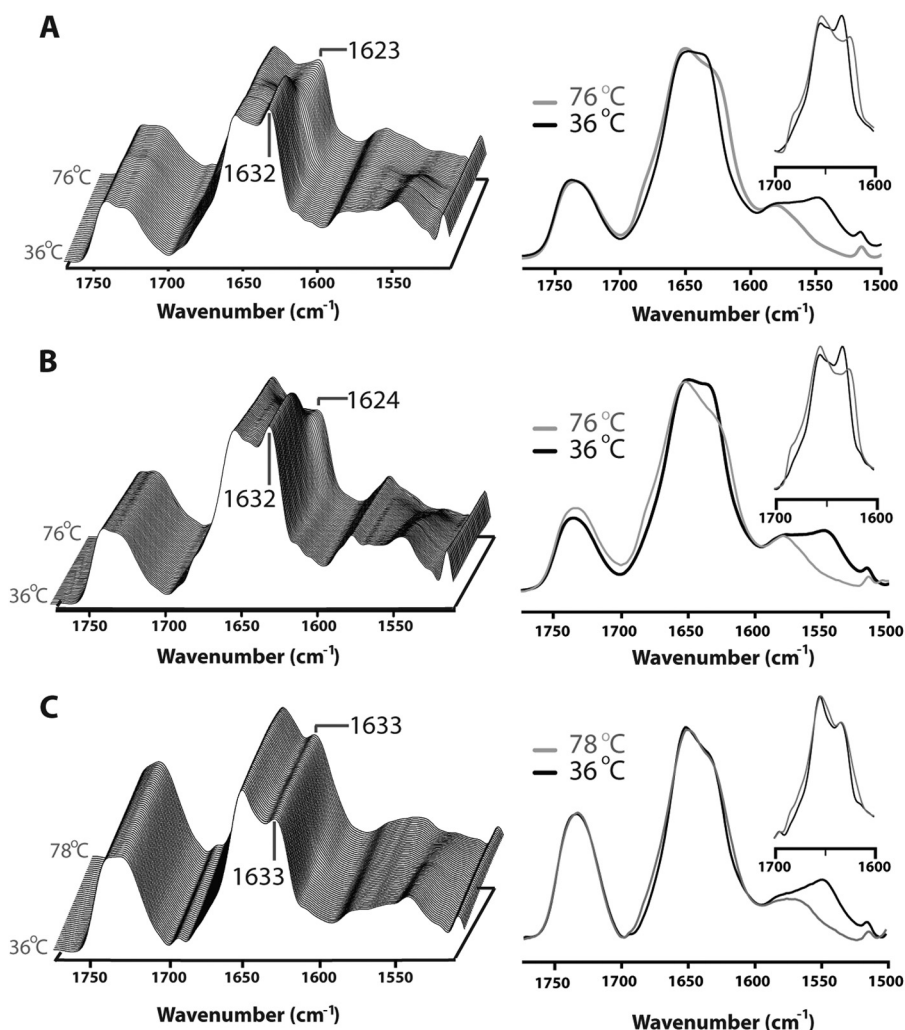 A
1623
1632
76°C
36°C
1750 1700 1650 1600 1550
Wavenumber (cm-1)
76 °C
36 °C
1700 1600
1750 1700 1650 1600 1550 1500
Wavenumber (cm-1)
B
1624
1632
76°C
36°C
1750 1700 1650 1600 1550
Wavenumber (cm-1)
76 °C
36 °C
1700 1600
1750 1700 1650 1600 1550 1500
Wavenumber (cm-1)
C
1633
1633
78°C
36°C
1750 1700 1650 1600 1550
Wavenumber (cm-1)
78 °C
36 °C
1700 1600
1750 1700 1650 1600 1550 1500
Wavenumber (cm-1)